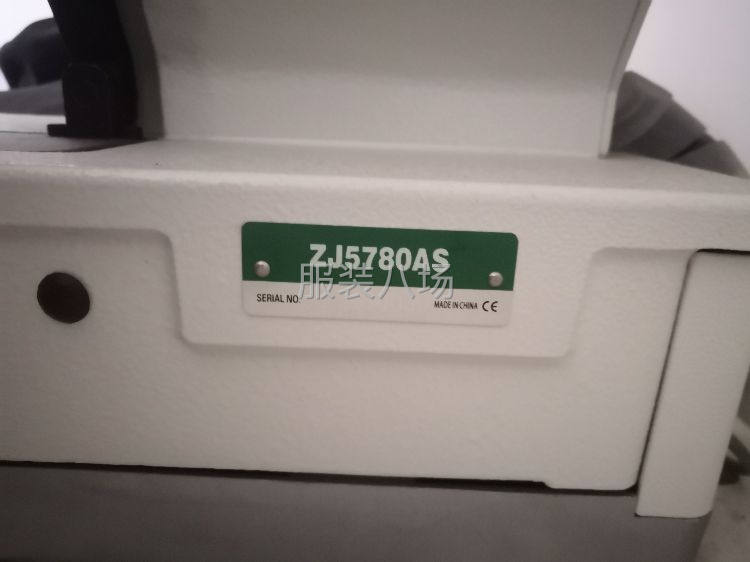 ZJ5780AS
服装八场
SERIAL NO.
MADE IN CHINA CE